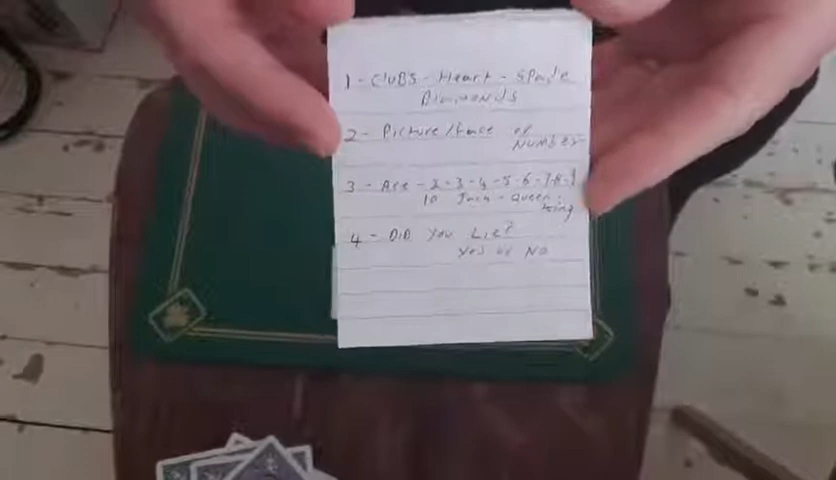 1 - CLUBS - Heart - Spade
Diamonds
2 - Picture/Face or
NUMBER
3 - Ace - 2 - 3 - 4 - 5 - 6 - 7 - 8 - 9
10 Jack - Queen -
King
4 - DID YOU LIE?
YES or NO